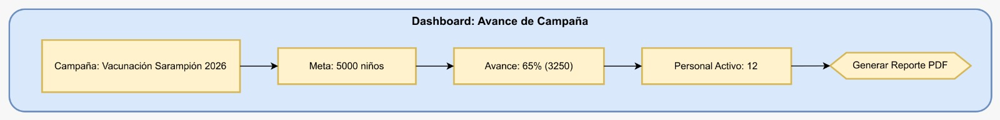 Dashboard: Avance de Campaña
Campaña: Vacunación Sarampión 2026
Meta: 5000 niños
Avance: 65% (3250)
Personal Activo: 12
Generar Reporte PDF